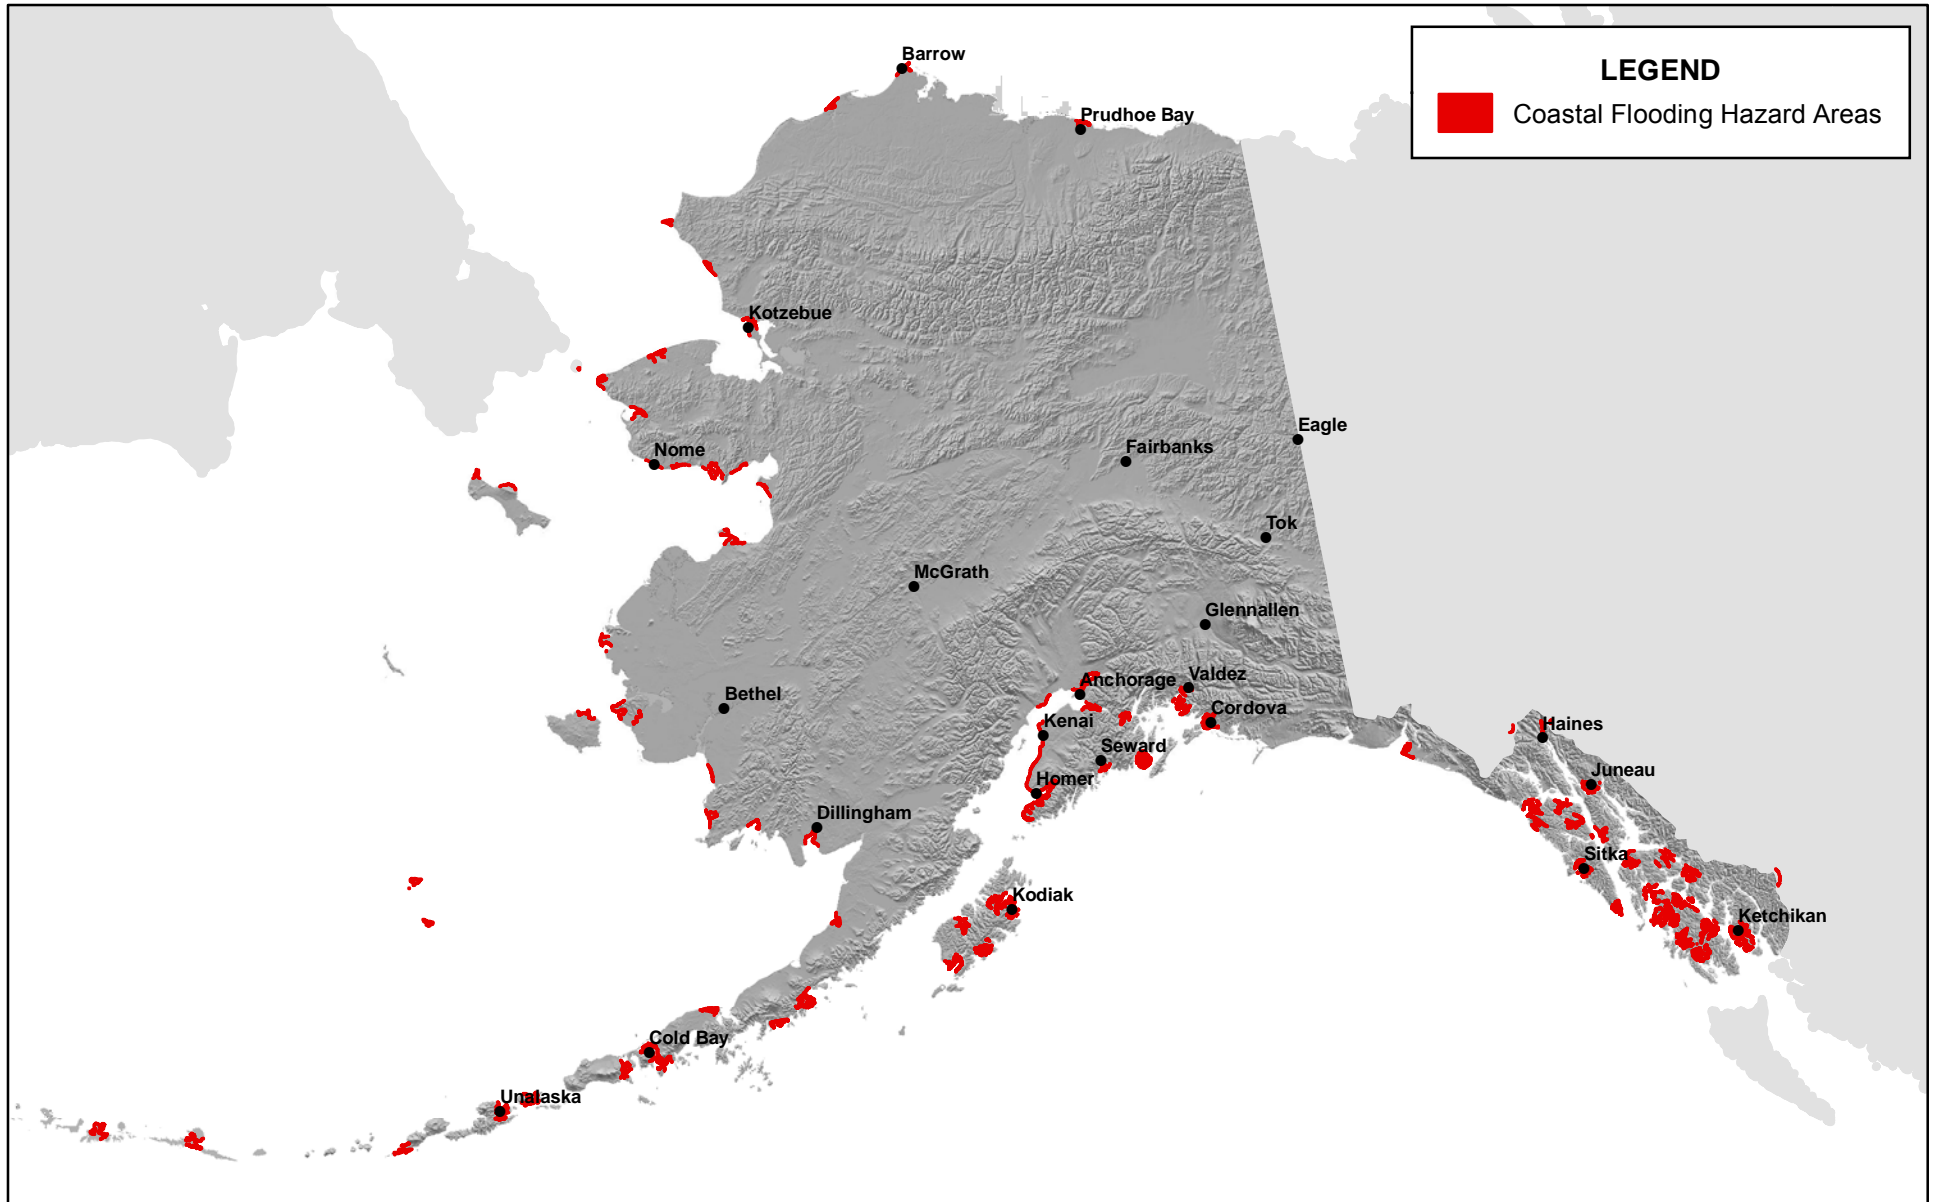 Barrow
LEGEND
Coastal Flooding Hazard Areas
Prudhoe Bay
Kotzebue
Eagle
Nome
Fairbanks
Tok
McGrath
Glennallen
Anchorage
Valdez
Bethel
Cordova
Kenai
Haines
Seward
Juneau
Homer
Dillingham
Sitka
Kodiak
Ketchikan
Cold Bay
Unalaska